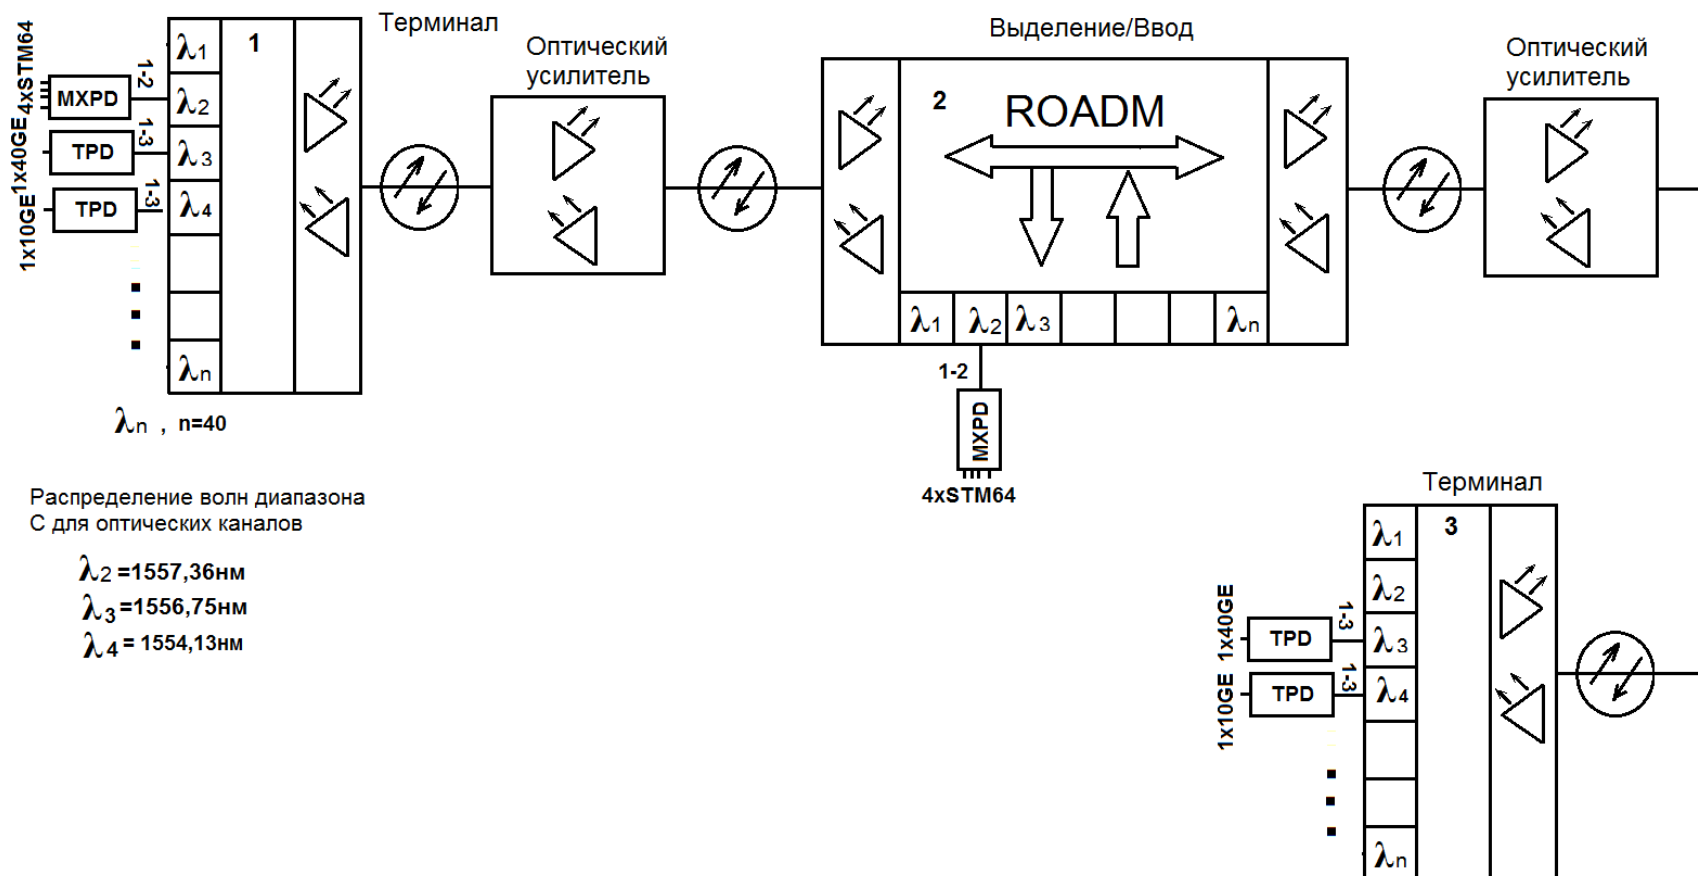 Терминал
λ1
1
λ2
λ3
λ4
λn
4xSTM64
1x40GE
1x10GE
MXPD
TPD
TPD
1-2
1-3
1-3
Оптический
усилитель
Выделение/Ввод
2
ROADM
λ1
λ2
λ3
λn
1-2
MXPD
4xSTM64
Оптический
усилитель
λn , n=40
Распределение волн диапазона
С для оптических каналов
λ2 =1557,36нм
λ3 =1556,75нм
λ4 = 1554,13нм
Терминал
λ1
3
λ2
λ3
λ4
λn
1x40GE
1x10GE
TPD
TPD
1-3
1-3